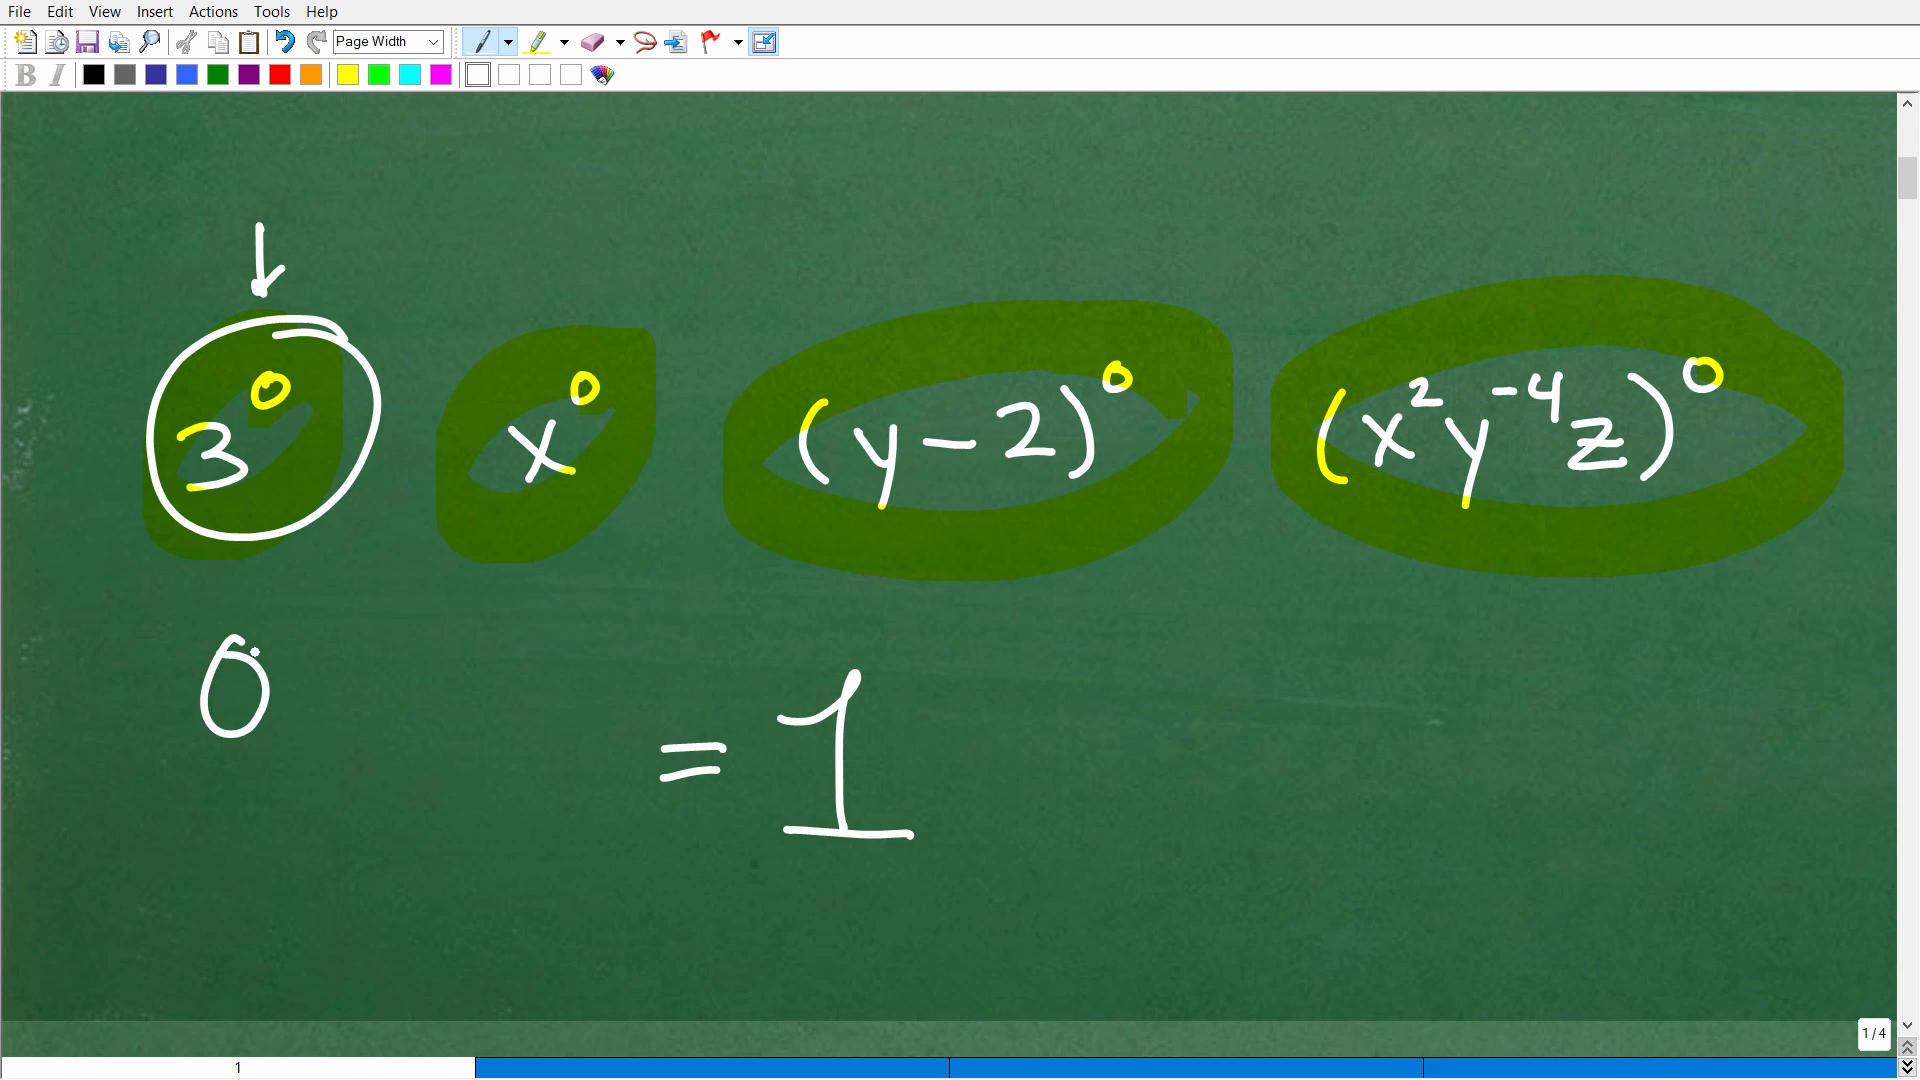 File Edit View Insert Actions Tools Help
Page Width
B I
3⁰ x⁰ (y-2)⁰ (x²y⁻⁴z)⁰
0
= 1
1 / 4
1